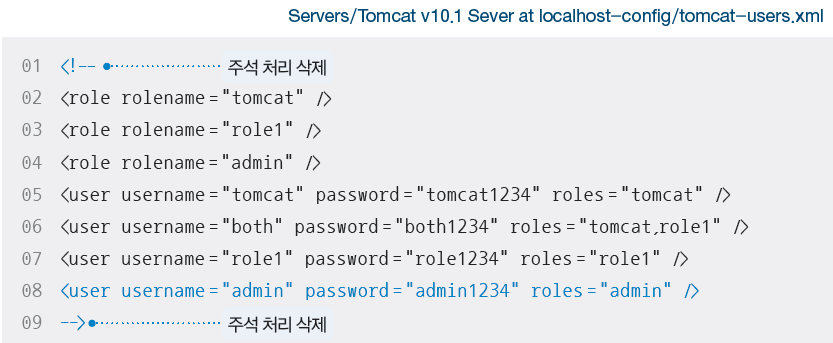 Servers/Tomcat v10.1 Sever at localhost-config/tomcat-users.xml
01 <!-- 주석 처리 삭제
02 <role rolename="tomcat" />
03 <role rolename="role1" />
04 <role rolename="admin" />
05 <user username="tomcat" password="tomcat1234" roles="tomcat" />
06 <user username="both" password="both1234" roles="tomcat,role1" />
07 <user username="role1" password="role1234" roles="role1" />
08 <user username="admin" password="admin1234" roles="admin" />
09 --> 주석 처리 삭제